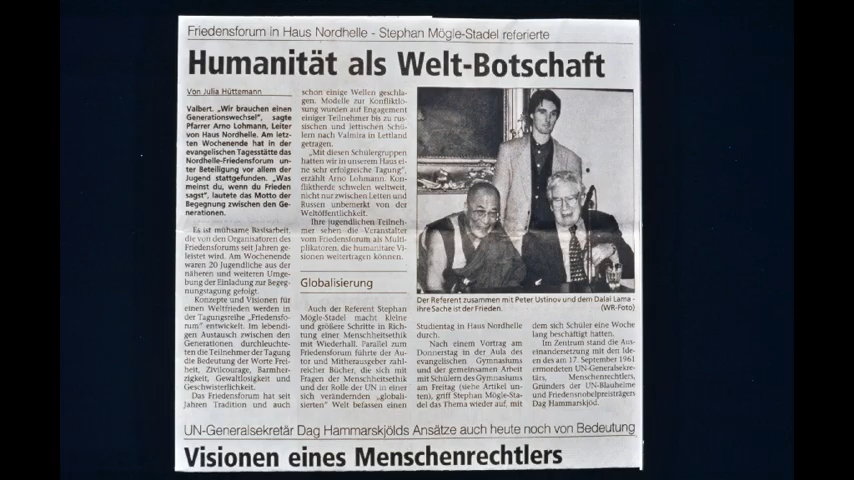 Friedensforum in Haus Nordhelle - Stephan Mögle-Stadel referierte
Humanität als Welt-Botschaft
Von Julia Hüttemann
Valbert. „Wir brauchen einen
Generationswechsel", sagte
Pfarrer Arno Lohmann, Leiter
von Haus Nordhelle. Am letz-
ten Wochenende hat in der
evangelischen Tagesstätte das
Nordhelle-Friedensforum un-
ter Beteiligung vor allem der
Jugend stattgefunden. „Was
meinst du, wenn du Frieden
sagst", lautete das Motto der
Begegnung zwischen den Ge-
nerationen.
Es ist mühsame Basisarbeit,
die von den Organisatoren des
Friedensforums seit Jahren ge-
leistet wird. Am Wochenende
waren 20 Jugendliche aus der
näheren und weiteren Umge-
bung der Einladung zur Begeg-
nungstagung gefolgt.
Konzepte und Visionen für
einen Weltfrieden werden in
der Tagungsreihe „Friedensfo-
rum" entwickelt. Im lebendi-
gen Austausch zwischen den
Generationen durchleuchte-
ten die Teilnehmer der Tagung
die Bedeutung der Worte Frei-
heit, Zivilcourage, Barmher-
zigkeit, Gewaltlosigkeit und
Geschwisterlichkeit.
Das Friedensforum hat seit
Jahren Tradition und auch
schon einige Wellen geschla-
gen. Modelle zur Konfliktlö-
sung wurden auf Engagement
einiger Teilnehmer bis zu rus-
sischen und lettischen Schü-
lern nach Valmira in Lettland
getragen.
„Mit diesen Schülergruppen
hatten wir in unserem Haus ei-
ne sehr erfolgreiche Tagung",
erzählt Arno Lohmann. Kon-
fliktherde schwelen weltweit,
nicht nur zwischen Letten und
Russen unbemerkt von der
Weltöffentlichkeit.
Ihre jugendlichen Teilneh-
mer sehen die Veranstalter
vom Friedensforum als Mul-
tiplikatoren, die humanitäre Vi-
sionen weitertragen können.
Globalisierung
Auch der Referent Stephan
Mögle-Stadel macht kleine
und größere Schritte in Rich-
tung einer Menschheitsethik
mit Wiederhall. Parallel zum
Friedensforum führte der Au-
tor und Mitherausgeber zahl-
reicher Bücher, die sich mit
Fragen der Menschheitsethik
und der Rolle der UN in einer
sich verändernden „globali-
sierten" Welt befassen einen
Der Referent zusammen mit Peter Ustinov und dem Dalai Lama -
ihre Sache ist der Frieden. (WR-Foto)
Studientag in Haus Nordhelle
durch.
Nach einem Vortrag am
Donnerstag in der Aula des
evangelischen Gymnasiums
und der gemeinsamen Arbeit
mit Schülern des Gymnasiums
am Freitag (siehe Artikel un-
ten), griff Stephan Mögle-Sta-
del das Thema wieder auf, mit
dem sich Schüler eine Woche
lang beschäftigt hatten.
Im Zentrum stand die Aus-
einandersetzung mit den Ide-
en des am 17. September 1961
ermordeten UN-Generalsek-
retärs, Menschenrechtlers,
Gründers der UN-Blauhelme
und Friedensnobelpreisträgers
Dag Hammarskjöd.
UN-Generalsekretär Dag Hammarskjölds Ansätze auch heute noch von Bedeutung
Visionen eines Menschenrechtlers